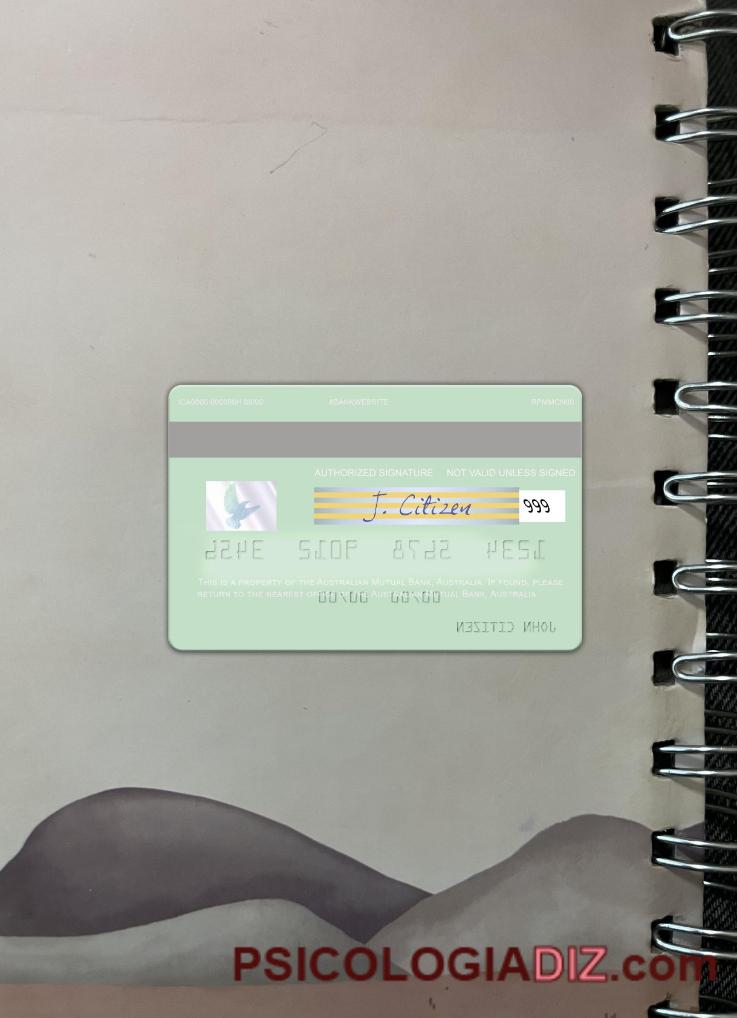 ICA0000-000000H 00/00 #BANKWEBSITE RPMMCN00
AUTHORIZED SIGNATURE NOT VALID UNLESS SIGNED
J. Citizen 999
1534 5678 9012 3456
THIS IS A PROPERTY OF THE AUSTRALIAN MUTUAL BANK, AUSTRALIA. IF FOUND, PLEASE
RETURN TO THE NEAREST OFFICE OF THE AUSTRALIAN MUTUAL BANK, AUSTRALIA
00/00 00/00
JOHN CITIZEN
PSICOLOGIADIZ.com